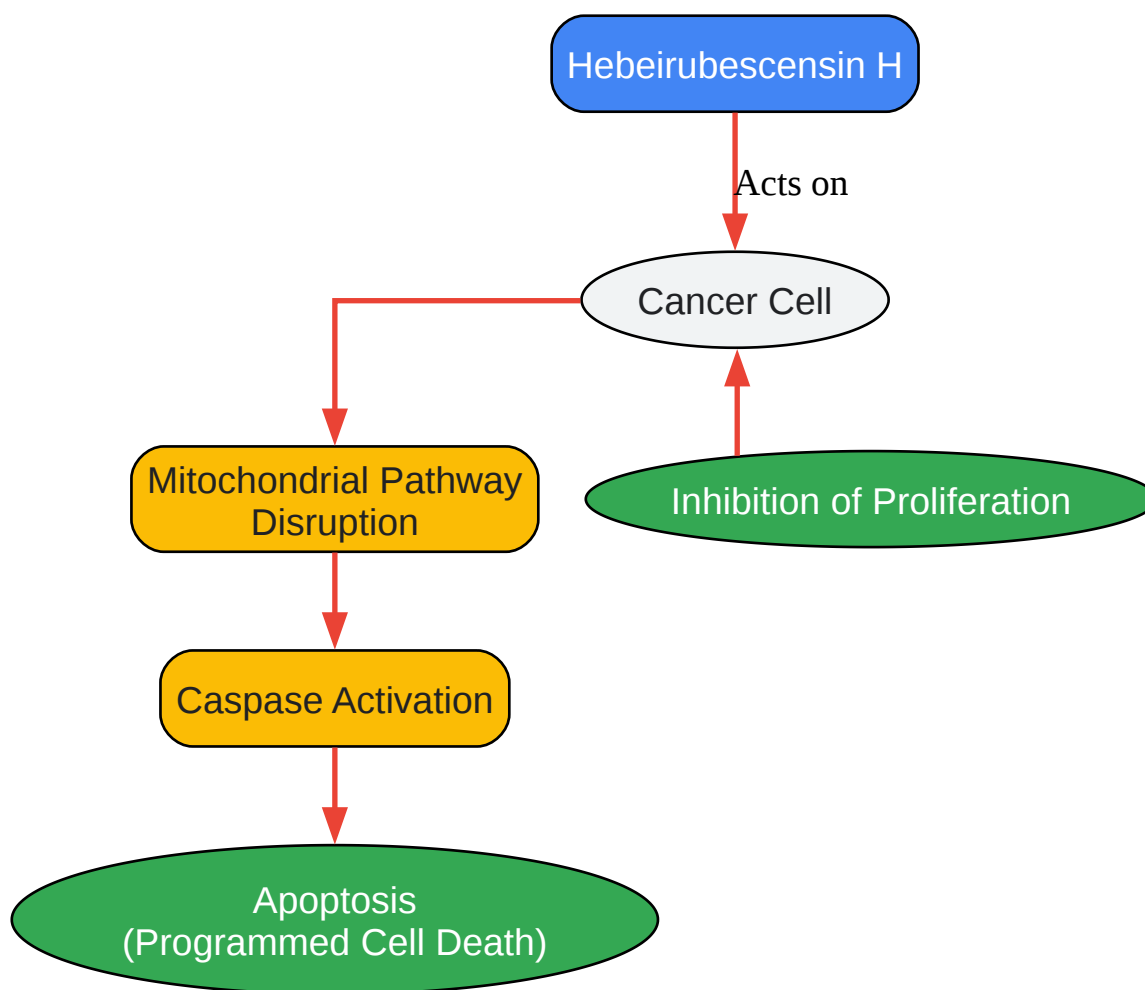 Hebeirubescensin H
Acts on
Cancer Cell
Mitochondrial Pathway
Disruption
Inhibition of Proliferation
Caspase Activation
Apoptosis
(Programmed Cell Death)